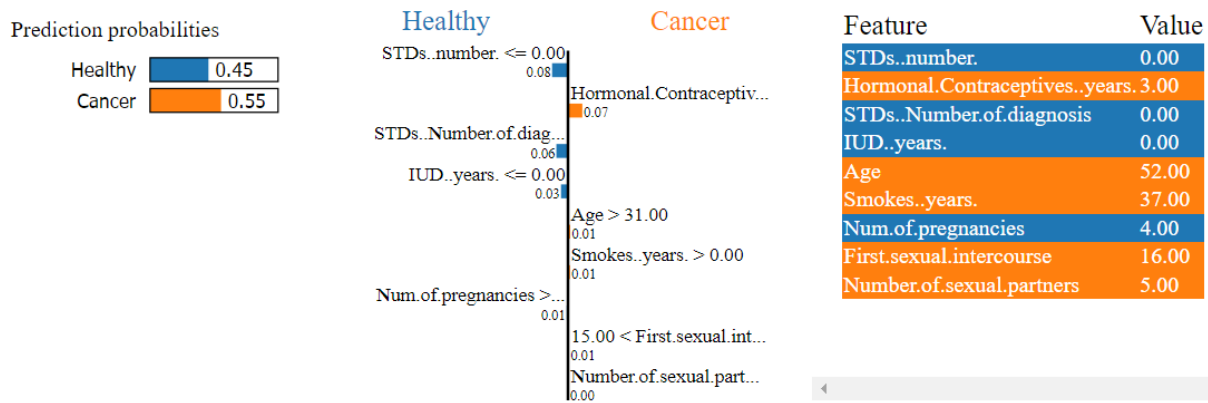 Prediction probabilities
Healthy 0.45
Cancer 0.55
Healthy Cancer
STDs..number. <= 0.00
0.08
Hormonal.Contraceptiv...
0.07
STDs..Number.of.diag...
0.06
IUD..years. <= 0.00
0.03
Age > 31.00
0.01
Smokes..years. > 0.00
0.01
Num.of.pregnancies >...
0.01
15.00 < First.sexual.int...
0.01
Number.of.sexual.part...
0.00
Feature Value
STDs..number. 0.00
Hormonal.Contraceptives..years. 3.00
STDs..Number.of.diagnosis 0.00
IUD..years. 0.00
Age 52.00
Smokes..years. 37.00
Num.of.pregnancies 4.00
First.sexual.intercourse 16.00
Number.of.sexual.partners 5.00